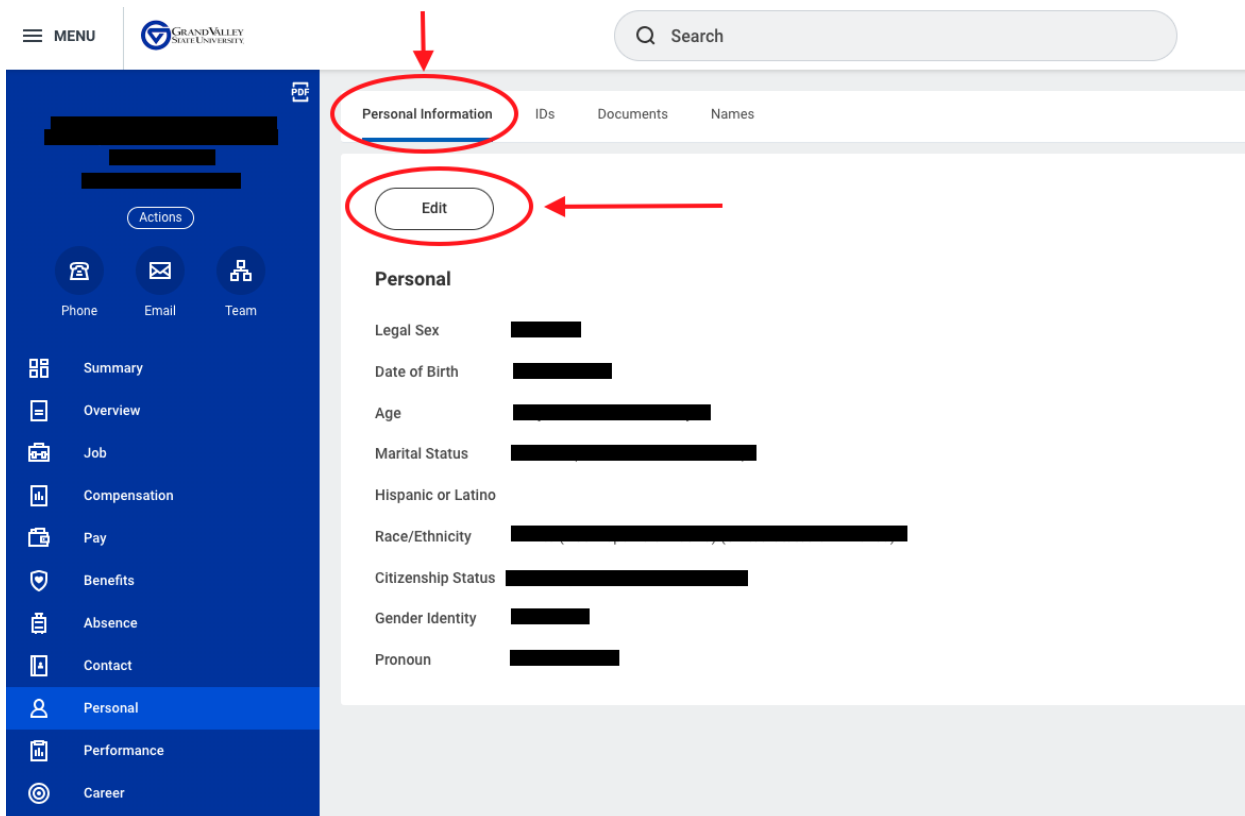 MENU
GRAND VALLEY
STATE UNIVERSITY
Search
PDF
Actions
Phone Email Team
Summary
Overview
Job
Compensation
Pay
Benefits
Absence
Contact
Personal
Performance
Career
Personal Information IDs Documents Names
Edit
Personal
Legal Sex
Date of Birth
Age
Marital Status
Hispanic or Latino
Race/Ethnicity
Citizenship Status
Gender Identity
Pronoun